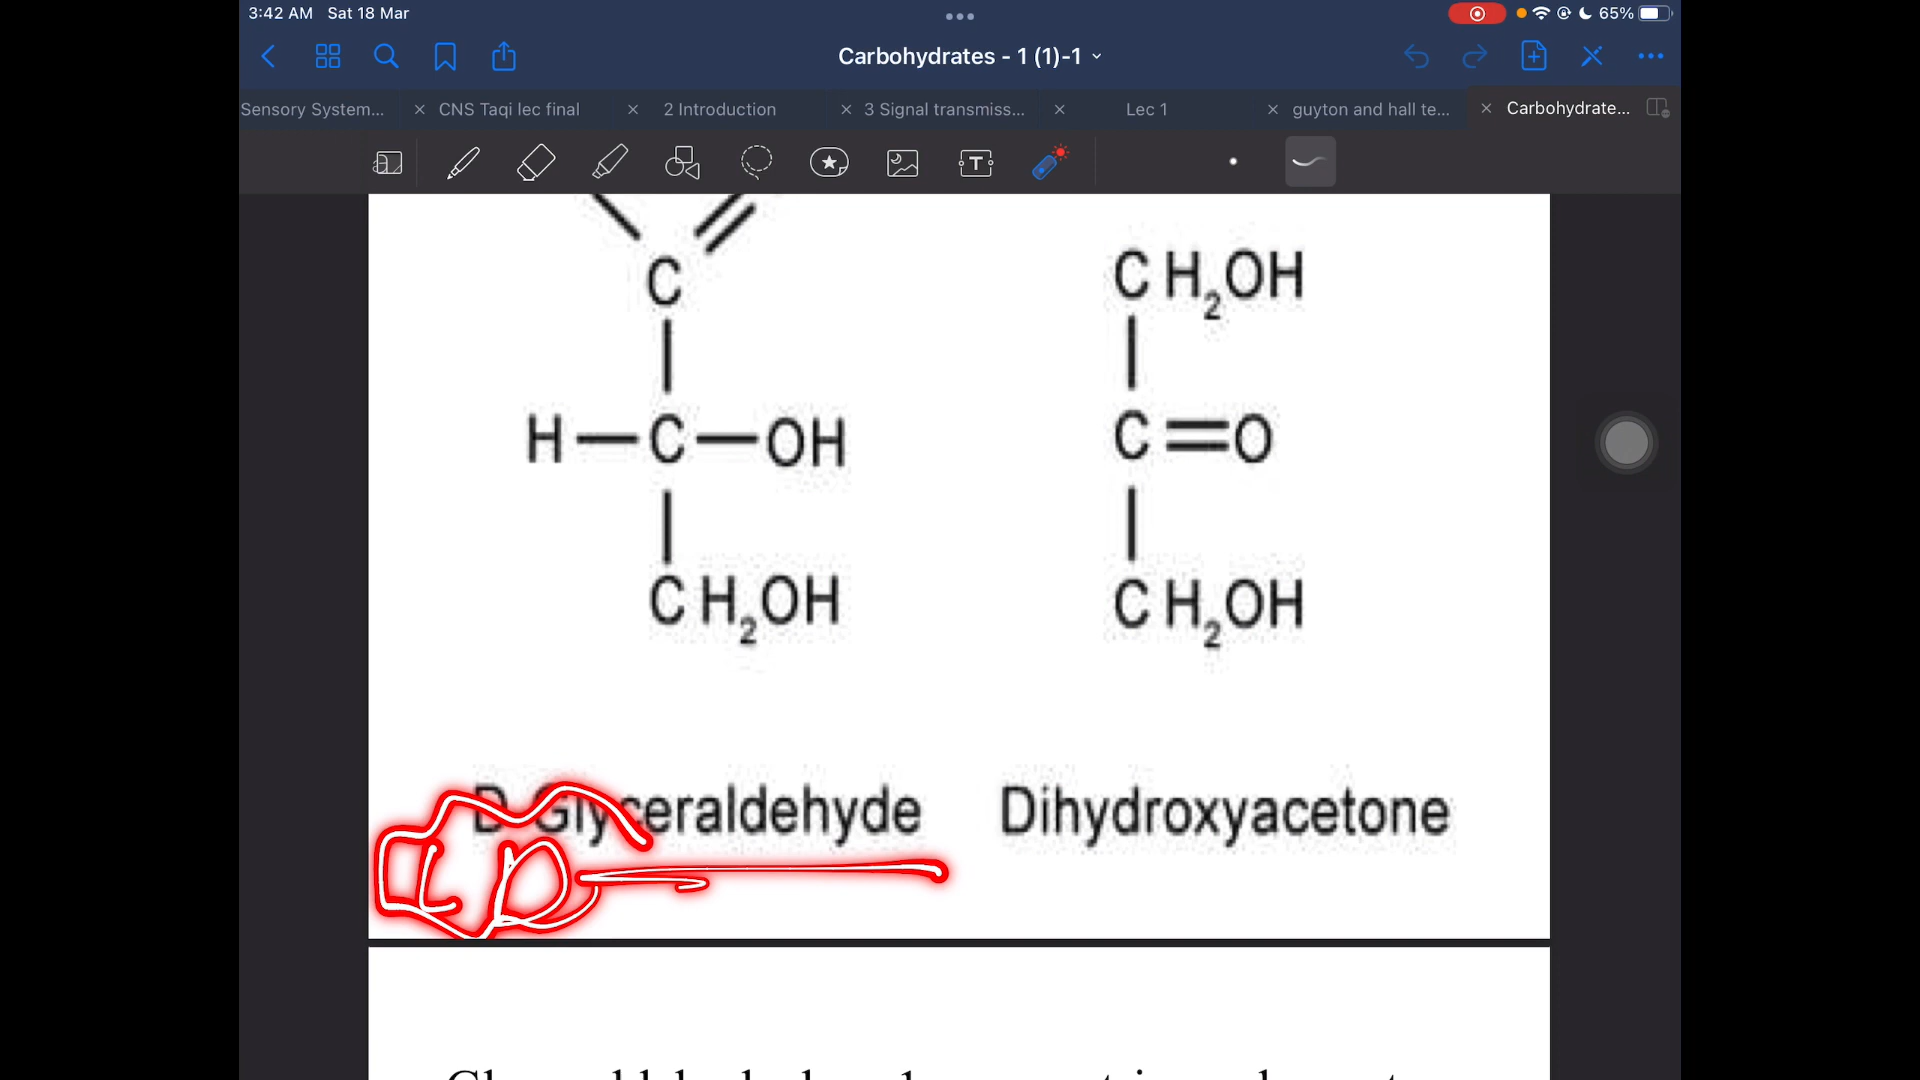 3:42 AM Sat 18 Mar
65%
Carbohydrates - 1 (1)-1
Sensory System... CNS Taqi lec final 2 Introduction 3 Signal transmiss... Lec 1 guyton and hall te... Carbohydrate...
C
H—C—OH
CH2OH
CH2OH
C=O
CH2OH
D-Glyceraldehyde Dihydroxyacetone
L D